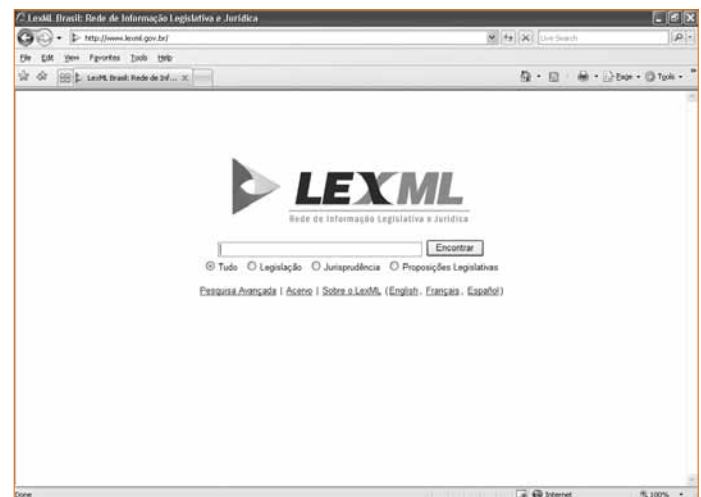 LexML Brasil: Rede de Informação Legislativa e Jurídica
http://www.lexml.gov.br/
Live Search
File Edit View Favorites Tools Help
LexML Brasil: Rede de Inf... Page Tools
LEXML
Rede de Informação Legislativa e Jurídica
Encontrar
Tudo Legislação Jurisprudência Proposições Legislativas
Pesquisa Avançada | Acervo | Sobre o LexML (English, Français, Español)
Done Internet 100%